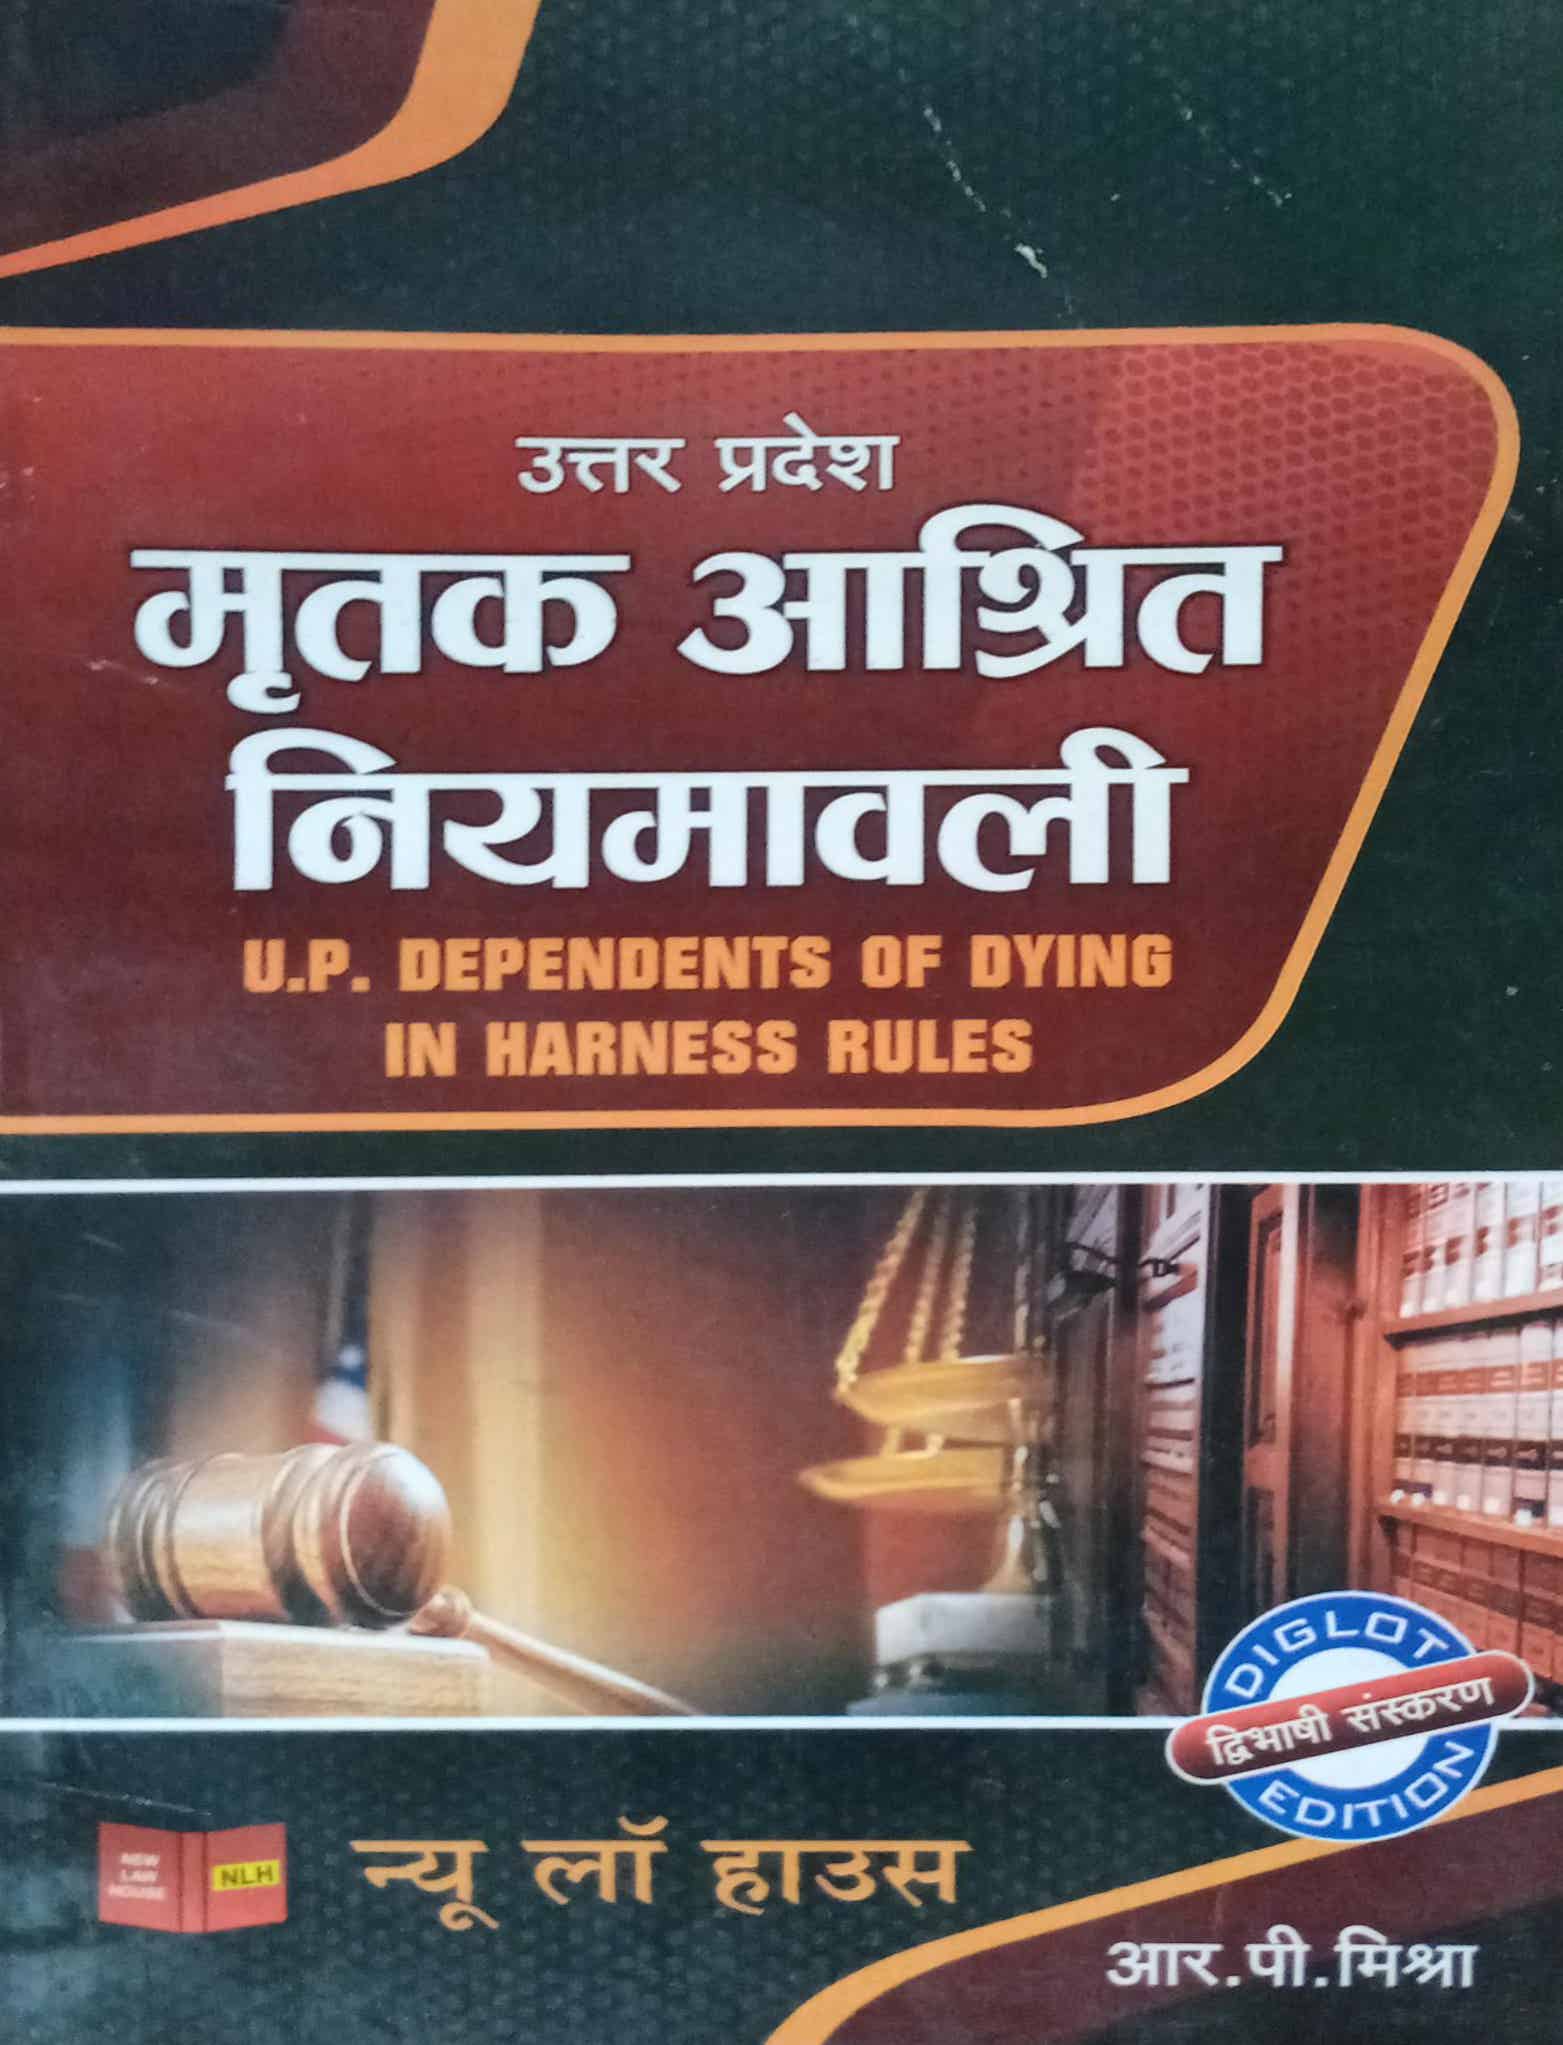 उत्तर प्रदेश
मृतक आश्रित
नियमावली
U.P. DEPENDENTS OF DYING
IN HARNESS RULES
DIGLOT
द्विभाषी संस्करण
EDITION
NEW
LAW
HOUSE
NLH
न्यू लॉ हाउस
आर.पी.मिश्रा